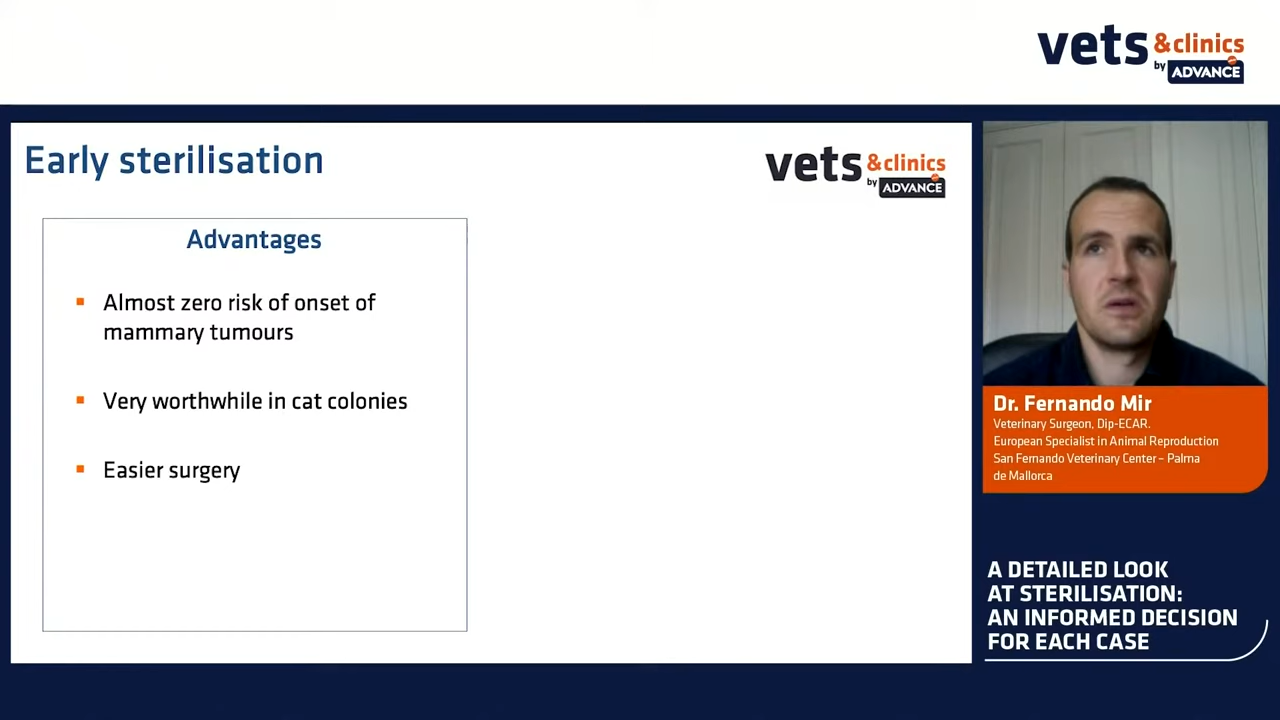 vets &clinics
by ADVANCE
Early sterilisation
vets &clinics
by ADVANCE
Advantages
▪ Almost zero risk of onset of
mammary tumours
▪ Very worthwhile in cat colonies
▪ Easier surgery
Dr. Fernando Mir
Veterinary Surgeon, Dip-ECAR.
European Specialist in Animal Reproduction
San Fernando Veterinary Center – Palma
de Mallorca
A DETAILED LOOK
AT STERILISATION:
AN INFORMED DECISION
FOR EACH CASE